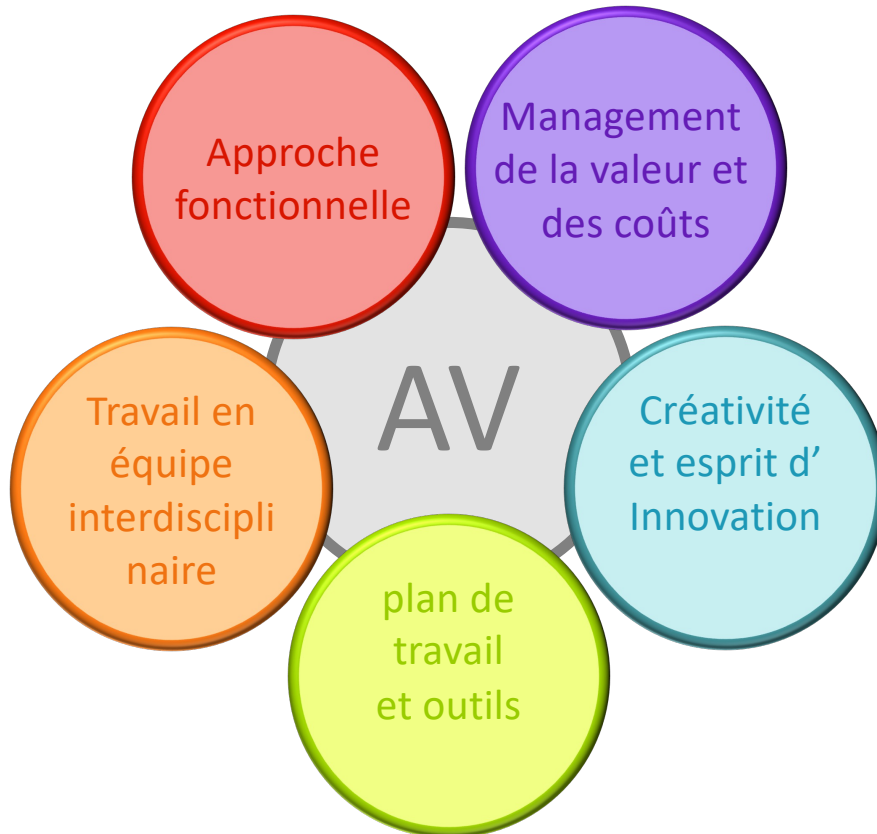 Approche
fonctionnelle
Management
de la valeur et
des coûts
AV
Travail en
équipe
interdiscipli
naire
Créativité
et esprit d’
Innovation
plan de
travail
et outils